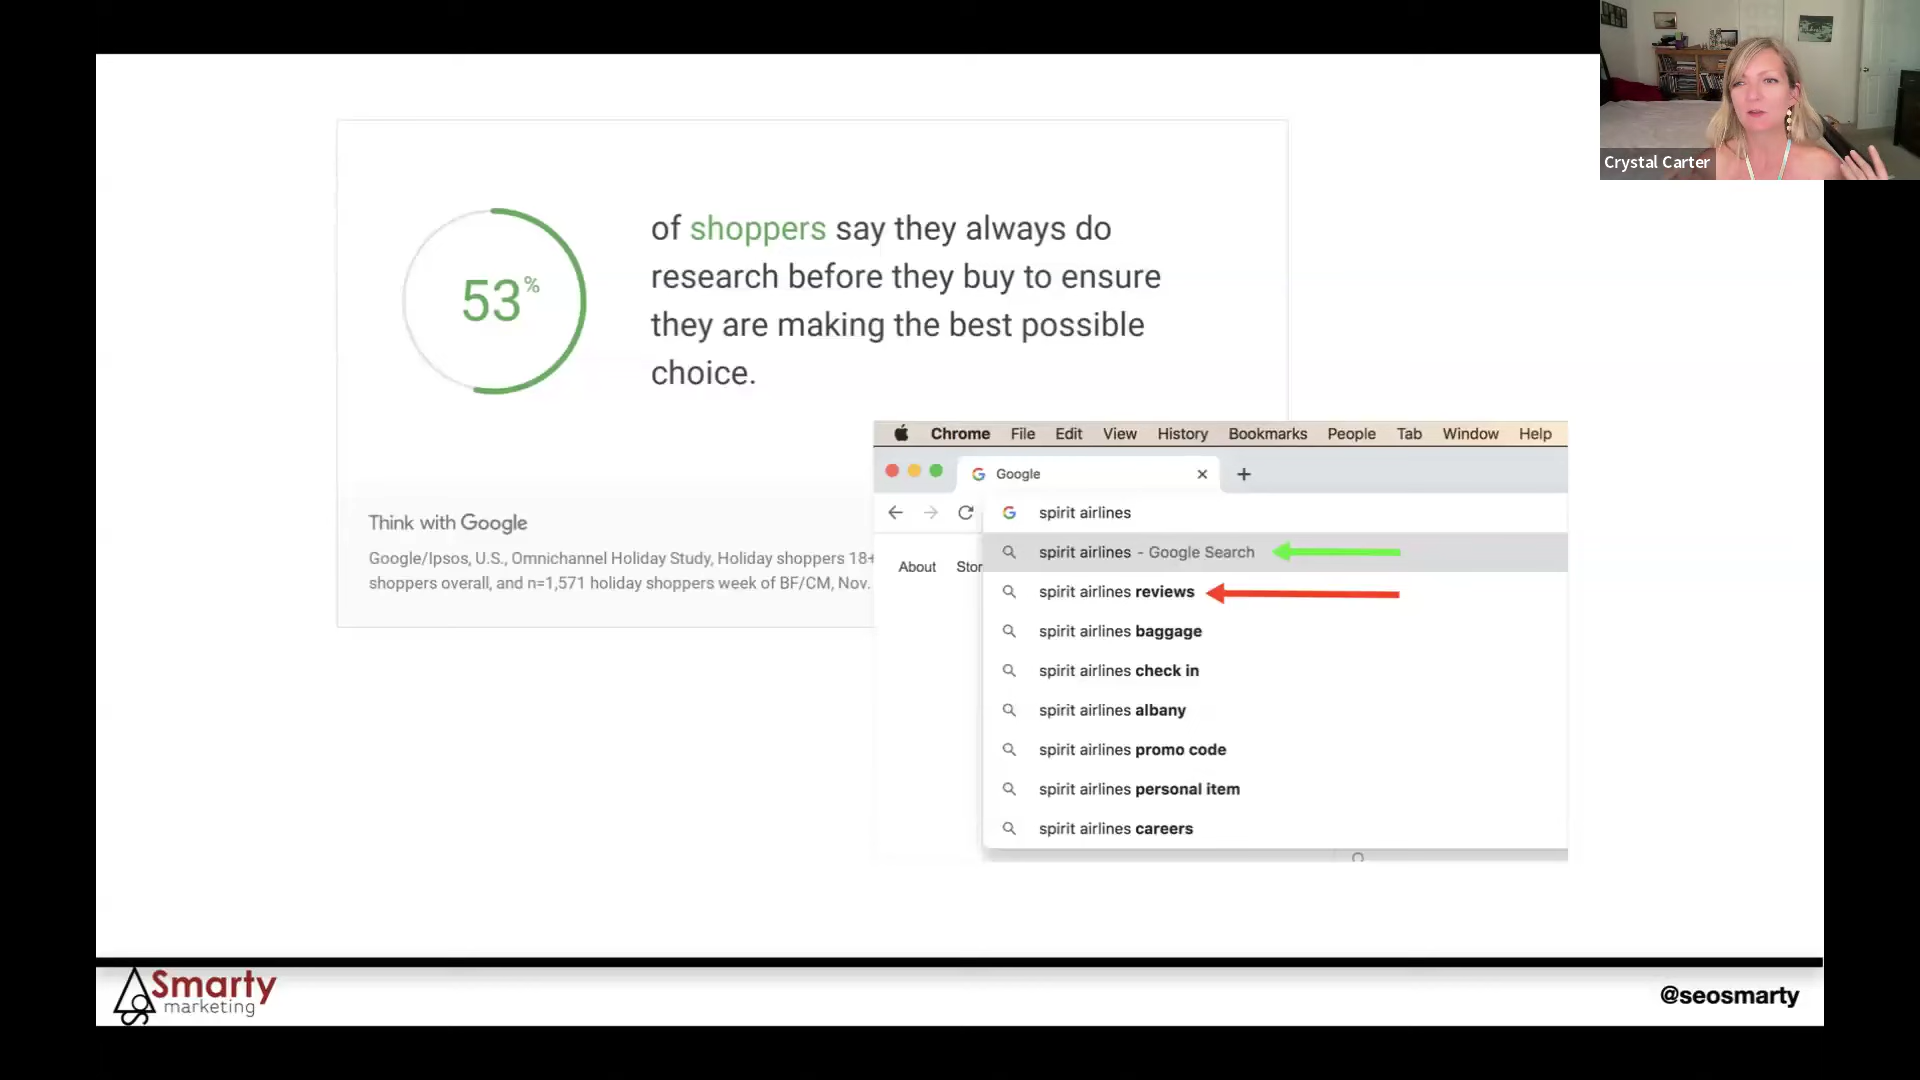 Crystal Carter
53%
of shoppers say they always do
research before they buy to ensure
they are making the best possible
choice.
Think with Google
Google/Ipsos, U.S., Omnichannel Holiday Study, Holiday shoppers 18+
shoppers overall, and n=1,571 holiday shoppers week of BF/CM, Nov.
Chrome File Edit View History Bookmarks People Tab Window Help
Google
spirit airlines
About Stor
spirit airlines - Google Search
spirit airlines reviews
spirit airlines baggage
spirit airlines check in
spirit airlines albany
spirit airlines promo code
spirit airlines personal item
spirit airlines careers
Smarty
marketing
@seosmarty